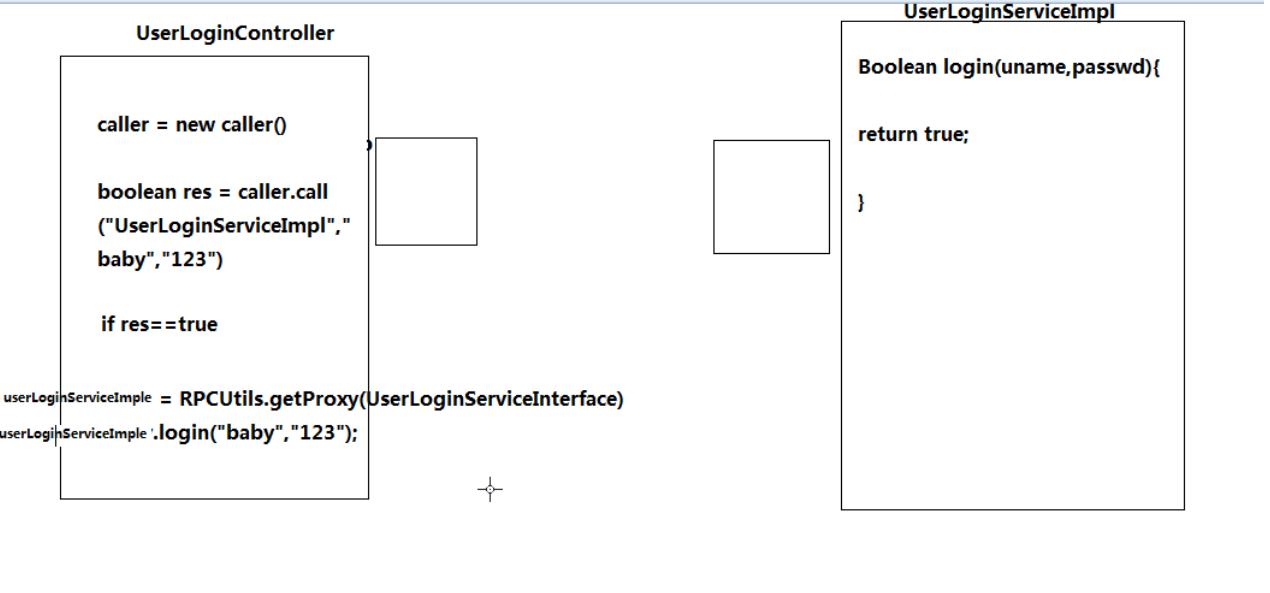 UserLoginController
caller = new caller()
boolean res = caller.call
("UserLoginServiceImpl","
baby","123")
if res==true
userLoginServiceImple = RPCUtils.getProxy(UserLoginServiceInterface)
userLoginServiceImple '.login("baby","123");
UserLoginServiceImpl
Boolean login(uname,passwd){
return true;
}